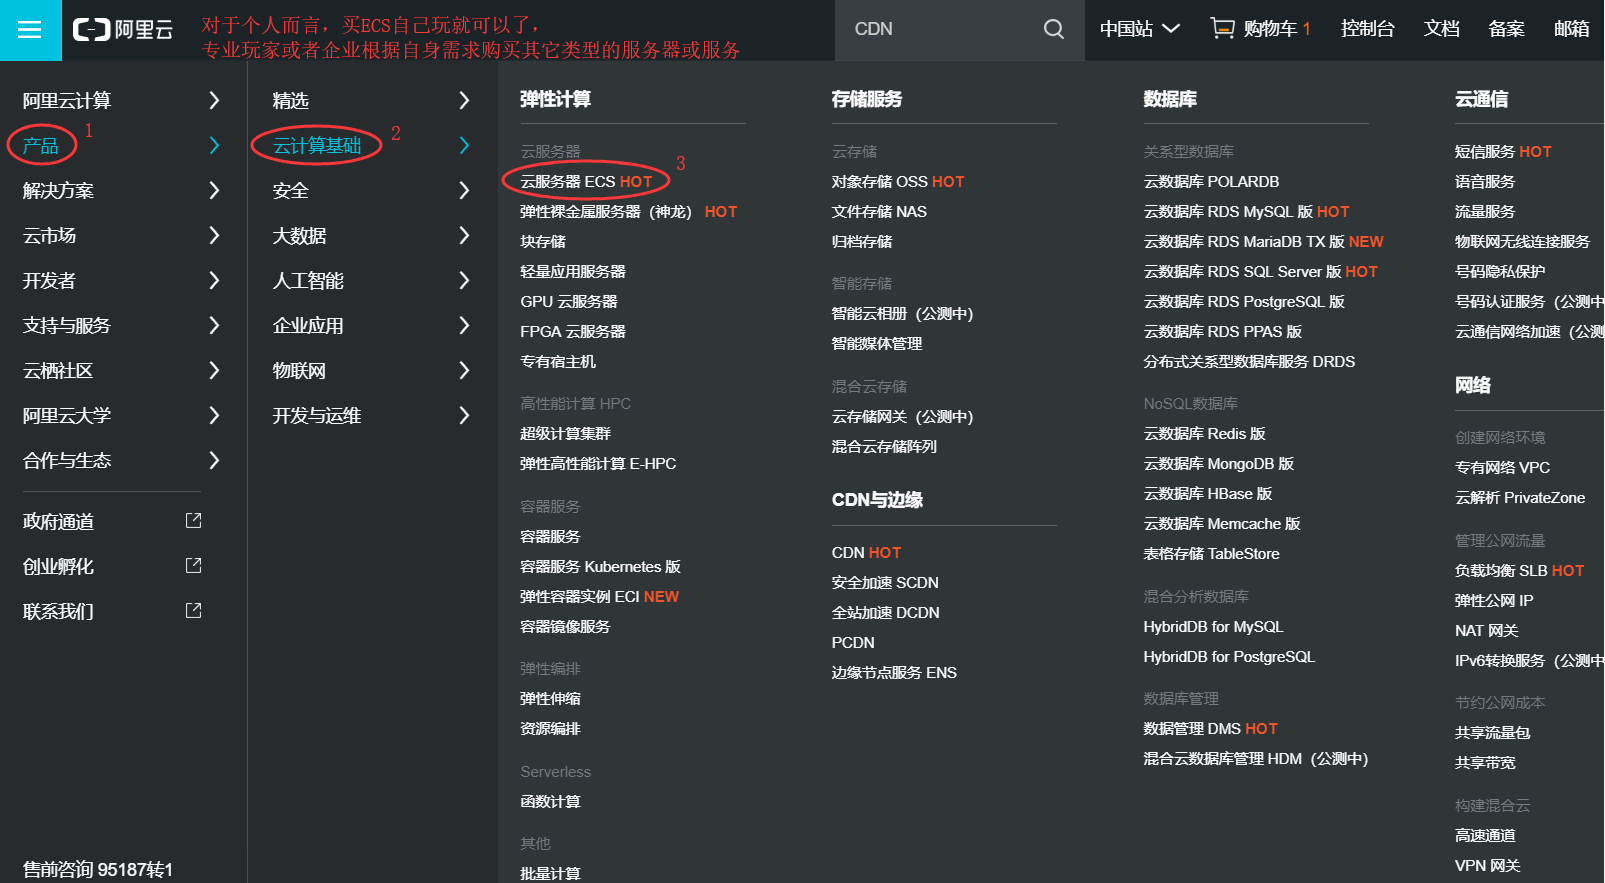 阿里云
对于个人而言，买ECS自己玩就可以了，
专业玩家或者企业根据自身需求购买其它类型的服务器或服务
CDN
中国站
购物车 1
控制台
文档
备案
邮箱
阿里云计算
产品
1
解决方案
云市场
开发者
支持与服务
云栖社区
阿里云大学
合作与生态
政府通道
创业孵化
联系我们
售前咨询 95187转1
精选
云计算基础
2
安全
大数据
人工智能
企业应用
物联网
开发与运维
弹性计算
云服务器
云服务器 ECS HOT
3
弹性裸金属服务器（神龙） HOT
块存储
轻量应用服务器
GPU 云服务器
FPGA 云服务器
专有宿主机
高性能计算 HPC
超级计算集群
弹性高性能计算 E-HPC
容器服务
容器服务
容器服务 Kubernetes 版
弹性容器实例 ECI NEW
容器镜像服务
弹性编排
弹性伸缩
资源编排
Serverless
函数计算
其他
批量计算
存储服务
云存储
对象存储 OSS HOT
文件存储 NAS
归档存储
智能存储
智能云相册（公测中）
智能媒体管理
混合云存储
云存储网关（公测中）
混合云存储阵列
CDN与边缘
CDN HOT
安全加速 SCDN
全站加速 DCDN
PCDN
边缘节点服务 ENS
数据库
关系型数据库
云数据库 POLARDB
云数据库 RDS MySQL 版 HOT
云数据库 RDS MariaDB TX 版 NEW
云数据库 RDS SQL Server 版 HOT
云数据库 RDS PostgreSQL 版
云数据库 RDS PPAS 版
分布式关系型数据库服务 DRDS
NoSQL数据库
云数据库 Redis 版
云数据库 MongoDB 版
云数据库 HBase 版
云数据库 Memcache 版
表格存储 TableStore
混合分析数据库
HybridDB for MySQL
HybridDB for PostgreSQL
数据库管理
数据管理 DMS HOT
混合云数据库管理 HDM（公测中）
云通信
短信服务 HOT
语音服务
流量服务
物联网无线连接服务
号码隐私保护
号码认证服务（公测中
云通信网络加速（公测
网络
创建网络环境
专有网络 VPC
云解析 PrivateZone
管理公网流量
负载均衡 SLB HOT
弹性公网 IP
NAT 网关
IPv6转换服务（公测中
节约公网成本
共享流量包
共享带宽
构建混合云
高速通道
VPN 网关